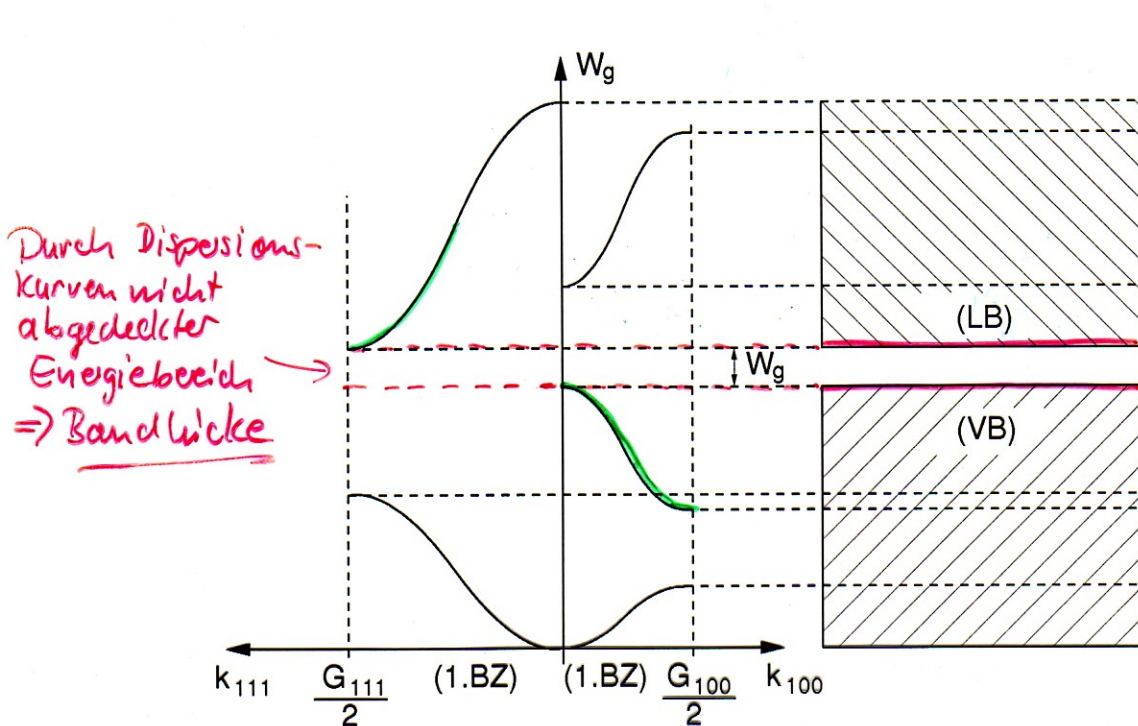 W_g
Durch Dispersions-
kurven nicht
abgedeckter
Energiebereich
=> Bandlücke
(LB)
W_g
(VB)
k_111
G_111
2
(1.BZ)
(1.BZ)
G_100
2
k_100